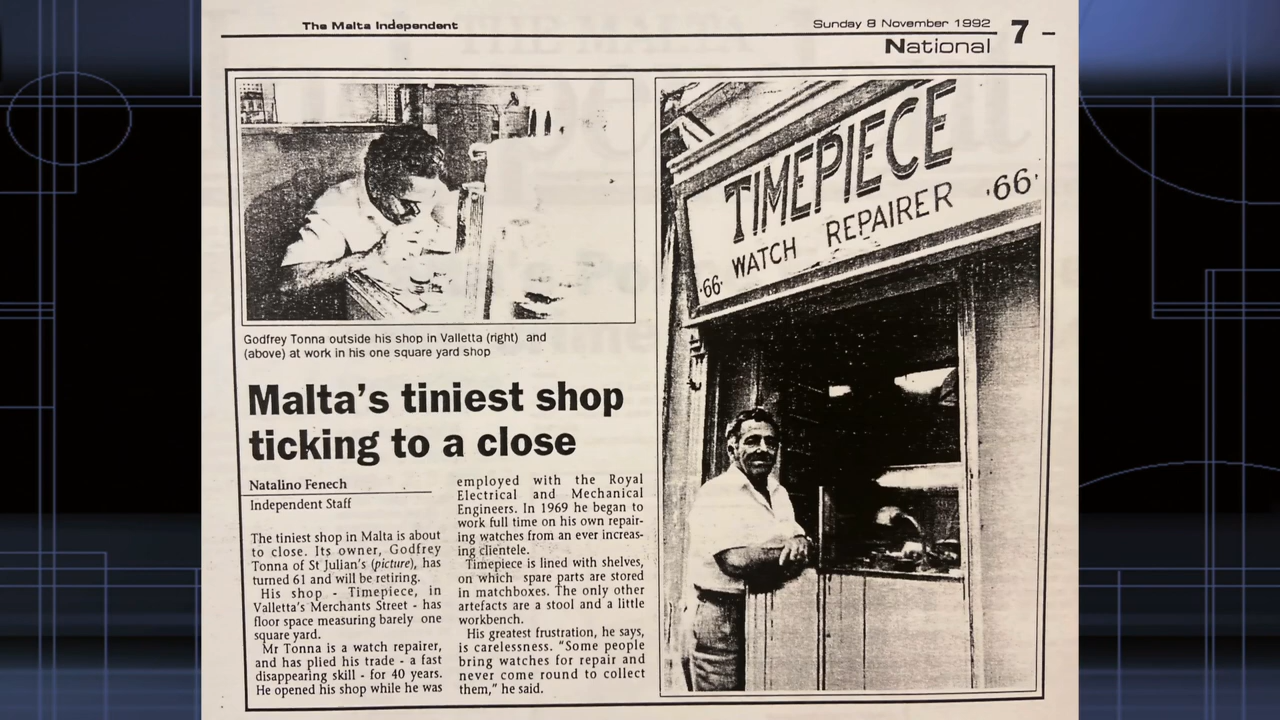 The Malta Independent
Sunday 8 November 1992
7
National
Godfrey Tonna outside his shop in Valletta (right) and
(above) at work in his one square yard shop
Malta's tiniest shop
ticking to a close
Natalino Fenech
Independent Staff
The tiniest shop in Malta is about
to close. Its owner, Godfrey
Tonna of St Julian's (picture), has
turned 61 and will be retiring.
His shop - Timepiece, in
Valletta's Merchants Street - has
floor space measuring barely one
square yard.
Mr Tonna is a watch repairer,
and has plied his trade - a fast
disappearing skill - for 40 years.
He opened his shop while he was
employed with the Royal
Electrical and Mechanical
Engineers. In 1969 he began to
work full time on his own repair-
ing watches from an ever increas-
ing clientele.
Timepiece is lined with shelves,
on which spare parts are stored
in matchboxes. The only other
artefacts are a stool and a little
workbench.
His greatest frustration, he says,
is carelessness. "Some people
bring watches for repair and
never come round to collect
them," he said.
TIMEPIECE
·66· WATCH REPAIRER ·66·